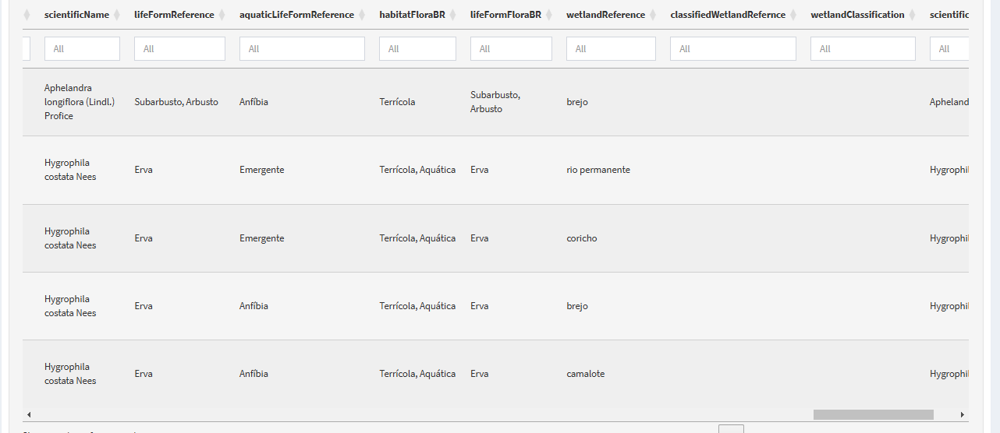 scientificName lifeFormReference aquaticLifeFormReference habitatFloraBR lifeFormFloraBR wetlandReference classifiedWetlandRefernce wetlandClassification scientific
All All All All All All All All All
Aphelandra
longiflora (Lindl.)
Profice
Subarbusto, Arbusto
Anfíbia
Terrícola
Subarbusto,
Arbusto
brejo
Apheland
Hygrophila
costata Nees
Erva
Emergente
Terrícola, Aquática
Erva
rio permanente
Hygrophil
Hygrophila
costata Nees
Erva
Emergente
Terrícola, Aquática
Erva
coricho
Hygrophil
Hygrophila
costata Nees
Erva
Anfíbia
Terrícola, Aquática
Erva
brejo
Hygrophil
Hygrophila
costata Nees
Erva
Anfíbia
Terrícola, Aquática
Erva
camalote
Hygrophil